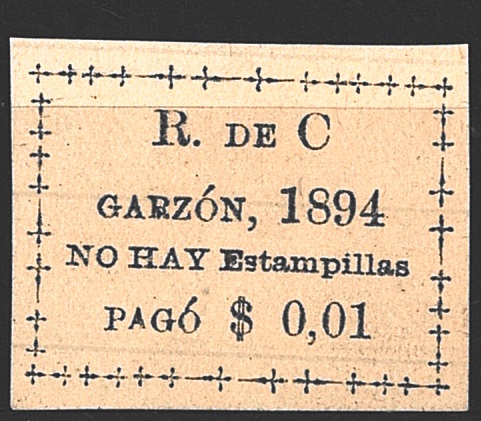 R. DE C
GARZÓN, 1894
NO HAY Estampillas
PAGÓ $ 0,01